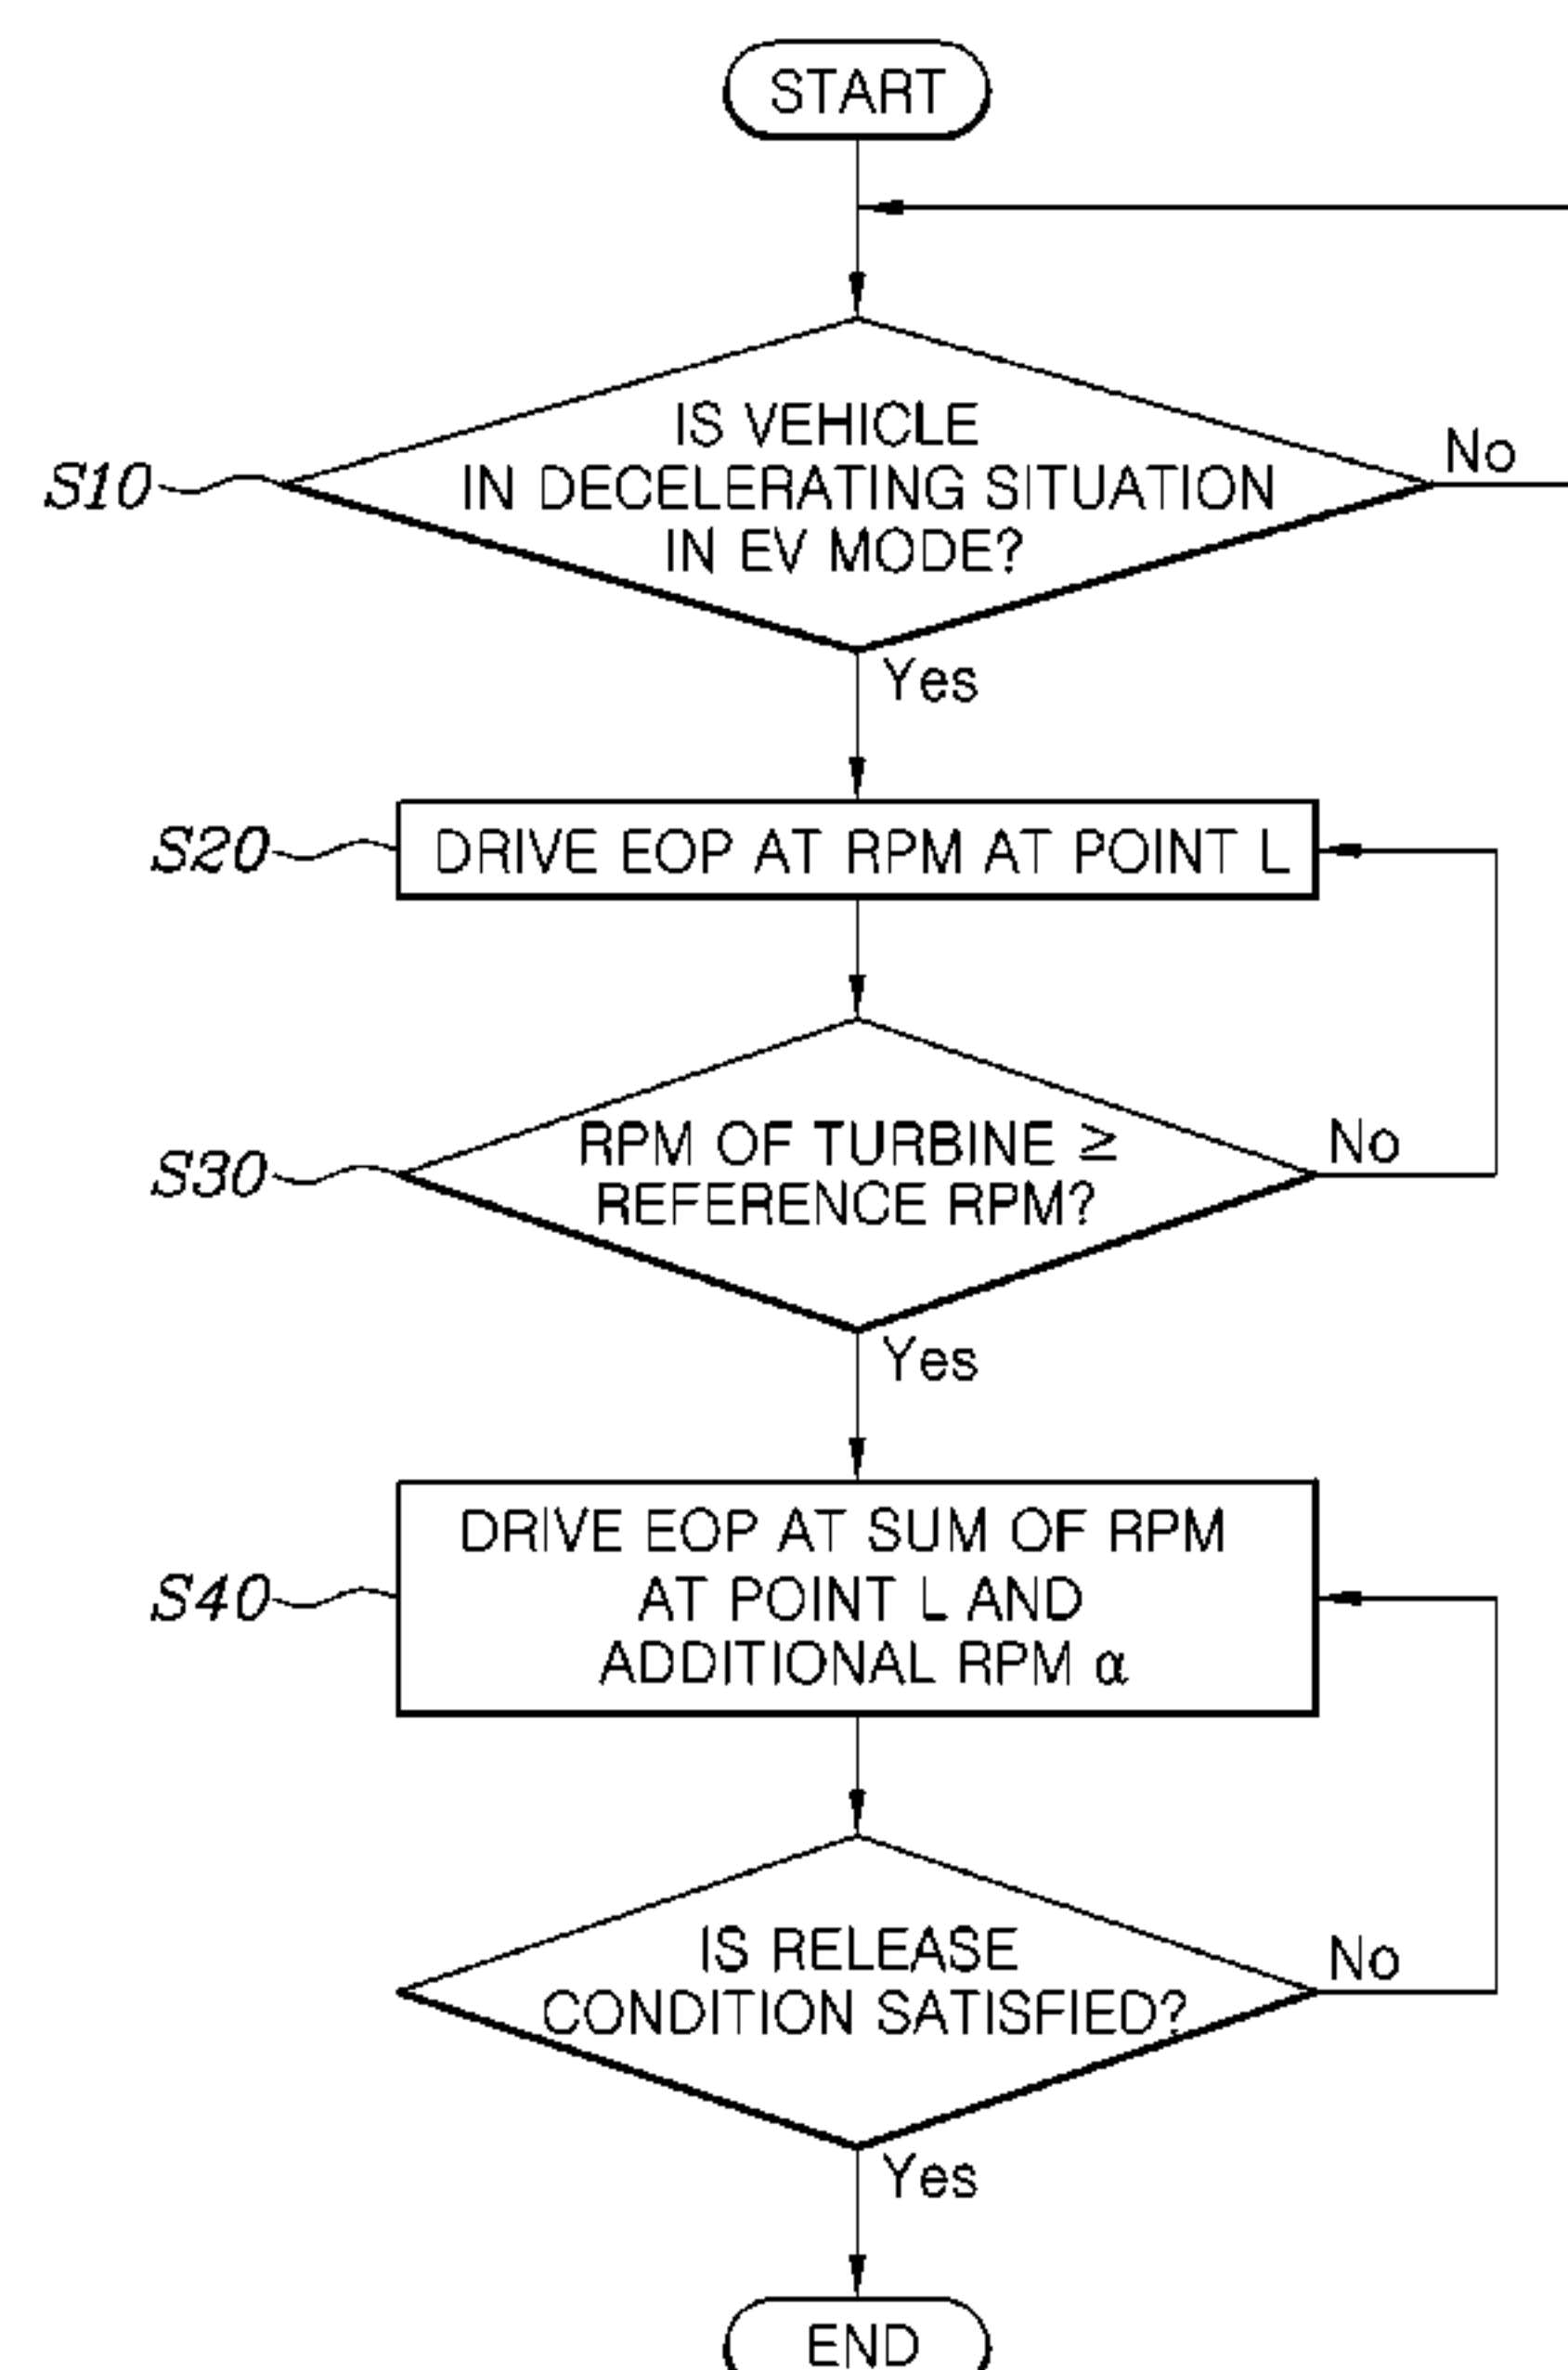 START
IS VEHICLE
IN DECELERATING SITUATION
IN EV MODE?
S10
No
Yes
S20
DRIVE EOP AT RPM AT POINT L
S30
RPM OF TURBINE ≥
REFERENCE RPM?
No
Yes
S40
DRIVE EOP AT SUM OF RPM
AT POINT L AND
ADDITIONAL RPM α
IS RELEASE
CONDITION SATISFIED?
No
Yes
END